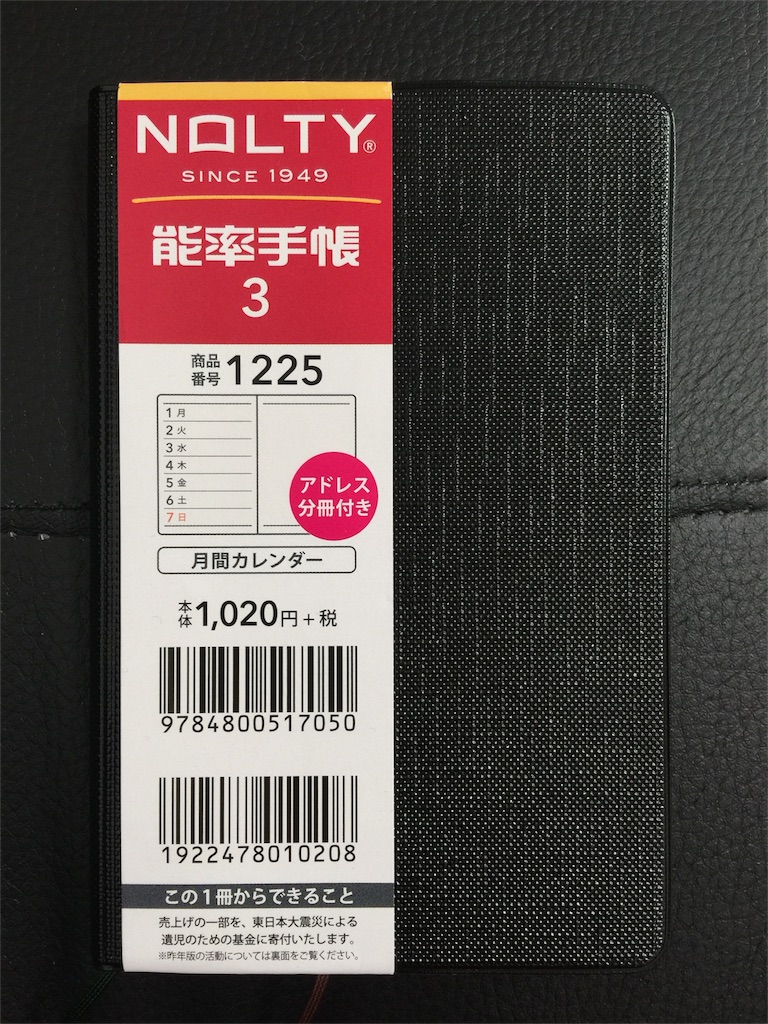 NOLTY®
SINCE 1949
能率手帳
3
商品番号 1225
1月
2火
3水
4木
5金
6土
7日
アドレス
分冊付き
月間カレンダー
本体 1,020円+税
9784800517050
1922478010208
この1冊からできること
売上げの一部を、東日本大震災による
遺児のための基金に寄付いたします。
※昨年版の活動については裏面をご覧ください。